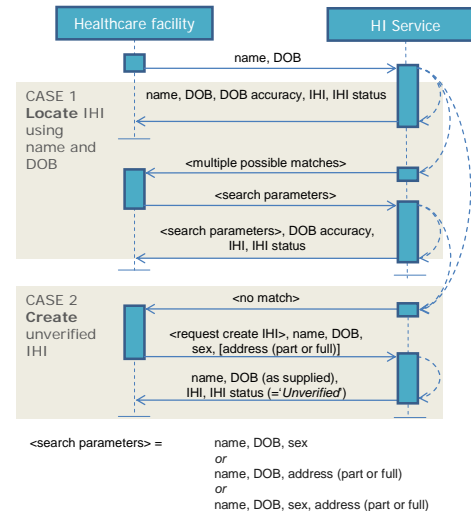 Healthcare facility
HI Service
name, DOB
CASE 1
Locate IHI
using
name and
DOB
name, DOB, DOB accuracy, IHI, IHI status
<multiple possible matches>
<search parameters>
<search parameters>, DOB accuracy,
IHI, IHI status
CASE 2
Create
unverified
IHI
<no match>
<request create IHI>, name, DOB,
sex, [address (part or full)]
name, DOB (as supplied),
IHI, IHI status (='Unverified')
<search parameters> =
name, DOB, sex
or
name, DOB, address (part or full)
or
name, DOB, sex, address (part or full)